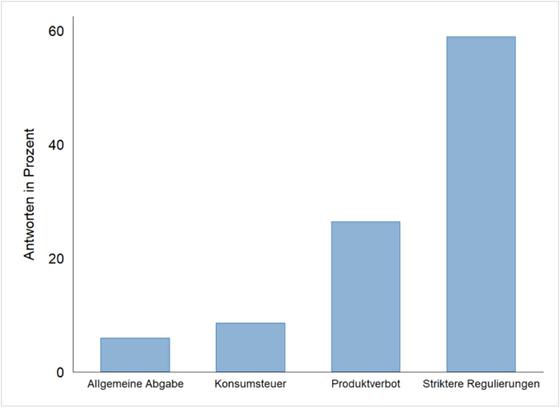 Antworten in Prozent
60
40
20
0
Allgemeine Abgabe
Konsumsteuer
Produktverbot
Striktere Regulierungen